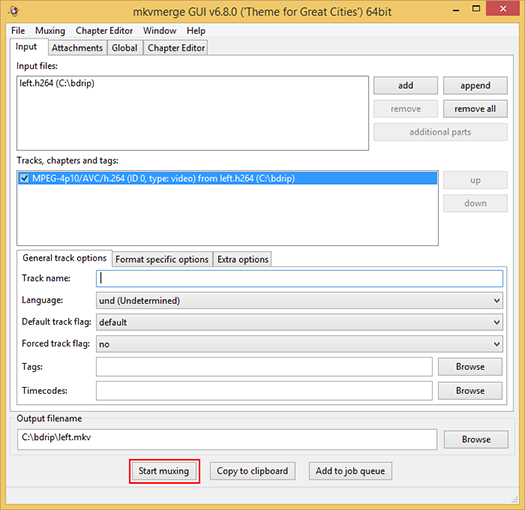 mkvmerge GUI v6.8.0 ('Theme for Great Cities') 64bit
File Muxing Chapter Editor Window Help
Input Attachments Global Chapter Editor
Input files:
left.h264 (C:\bdrip)
add append
remove remove all
additional parts
Tracks, chapters and tags:
MPEG-4p10/AVC/h.264 (ID 0, type: video) from left.h264 (C:\bdrip)
up
down
General track options Format specific options Extra options
Track name:
Language: und (Undetermined)
Default track flag: default
Forced track flag: no
Tags: Browse
Timecodes: Browse
Output filename
C:\bdrip\left.mkv Browse
Start muxing Copy to clipboard Add to job queue